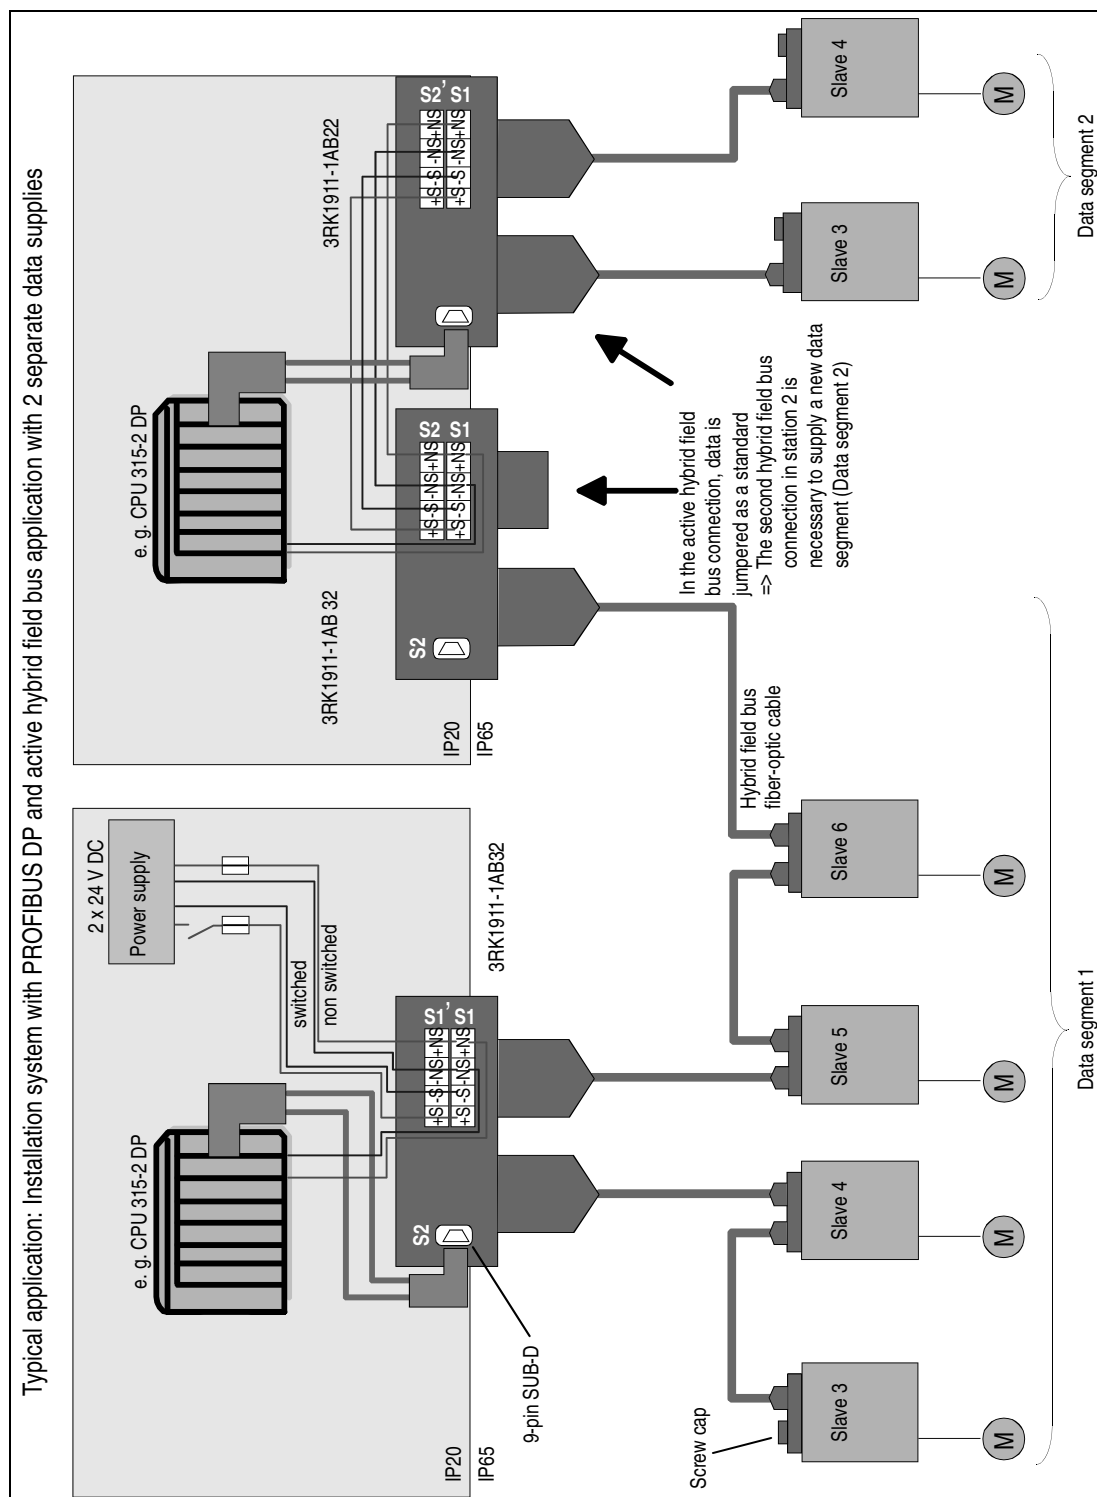 Typical application: Installation system with PROFIBUS DP and active hybrid field bus application with 2 separate data supplies
2 x 24 V DC
Power supply
e. g. CPU 315-2 DP
switched
non switched
S1' S1
+S -S -NS +NS
+S -S -NS +NS
S2
3RK1911-1AB32
IP20
IP65
9-pin SUB-D
Screw cap
Slave 3
Slave 4
Slave 5
Slave 6
M
M
M
M
Data segment 1
Hybrid field bus
fiber-optic cable
e. g. CPU 315-2 DP
3RK1911-1AB 32
3RK1911-1AB22
S2
S2 S1
+S -S -NS +NS
+S -S -NS +NS
S2' S1
+S -S -NS +NS
+S -S -NS +NS
IP20
IP65
In the active hybrid field
bus connection, data is
jumpered as a standard
=> The second hybrid field bus
connection in station 2 is
necessary to supply a new data
segment (Data segment 2)
Slave 3
Slave 4
M
M
Data segment 2